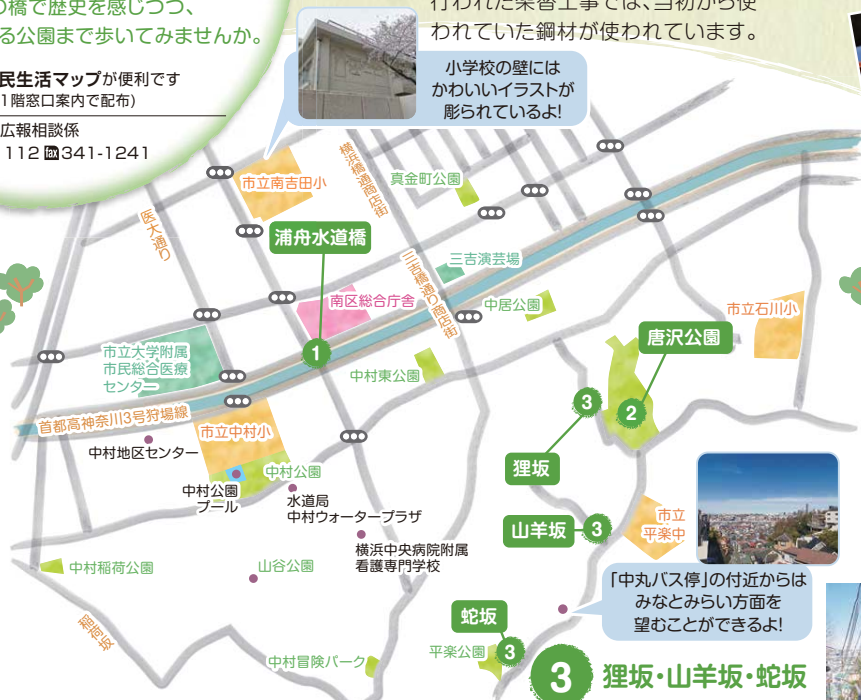 の橋で歴史を感じつつ、
る公園まで歩いてみませんか。
民生活マップが便利です
1階窓口案内で配布)
広報相談係
112 fax 341-1241
行われた架替工事では、当初から使
われていた鋼材が使われています。
小学校の壁には
かわいいイラストが
彫られているよ!
市立南吉田小
横浜橋通商店街
真金町公園
医大通り
浦舟水道橋
三吉演芸場
三吉橋通り商店街
南区総合庁舎
中居公園
市立石川小
唐沢公園
市立大学附属
市民総合医療
センター
1
中村東公園
3
2
首都高神奈川3号狩場線
市立中村小
中村地区センター
狸坂
中村公園
中村公園
プール
水道局
中村ウォータープラザ
山羊坂
3
市立
平楽中
横浜中央病院附属
看護専門学校
中村稲荷公園
山谷公園
「中丸バス停」の付近からは
みなとみらい方面を
望むことができるよ!
稲荷坂
蛇坂
平楽公園
3
中村冒険パーク
3 狸坂・山羊坂・蛇坂